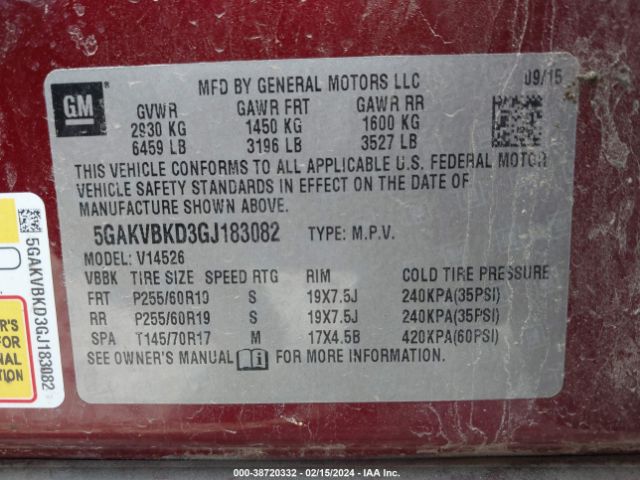 GM
MFD BY GENERAL MOTORS LLC 09/15
GVWR GAWR FRT GAWR RR
2930 KG 1450 KG 1600 KG
6459 LB 3196 LB 3527 LB
THIS VEHICLE CONFORMS TO ALL APPLICABLE U.S. FEDERAL MOTOR
VEHICLE SAFETY STANDARDS IN EFFECT ON THE DATE OF
MANUFACTURE SHOWN ABOVE.
5GAKVBKD3GJ183082 TYPE: M.P.V.
MODEL: V14526
VBBK TIRE SIZE SPEED RTG RIM COLD TIRE PRESSURE
FRT P255/60R19 S 19X7.5J 240KPA(35PSI)
RR P255/60R19 S 19X7.5J 240KPA(35PSI)
SPA T145/70R17 M 17X4.5B 420KPA(60PSI)
SEE OWNER'S MANUAL FOR MORE INFORMATION.
5GAKVBKD3GJ183082
ER'S
FOR
NAL
TION
000-38720332 - 02/15/2024 - IAA Inc.